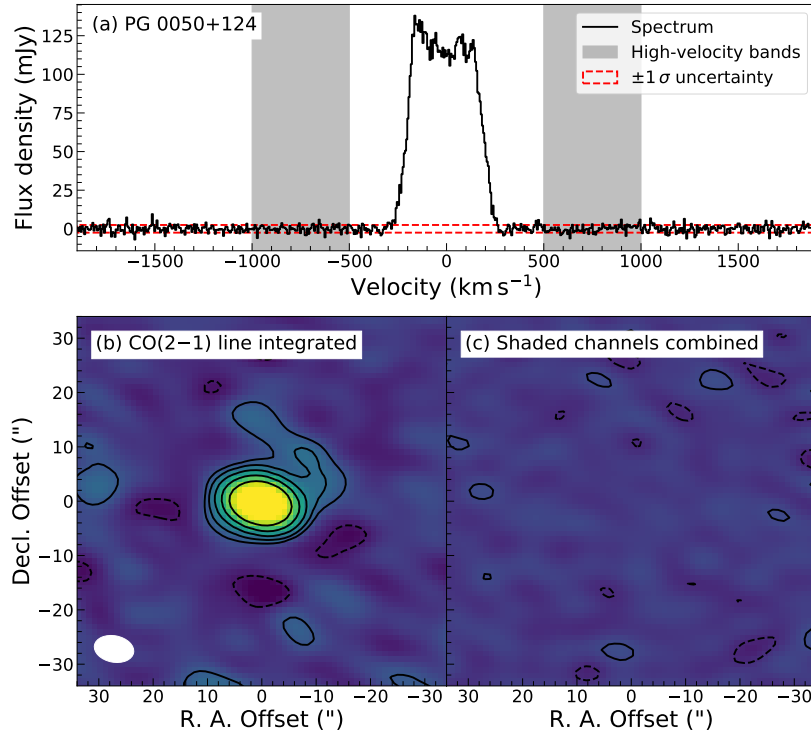 (a) PG 0050+124
Spectrum
High-velocity bands
±1 σ uncertainty
Flux density (mJy)
125
100
75
50
25
0
−1500 −1000 −500 0 500 1000 1500
Velocity (km s⁻¹)
(b) CO(2−1) line integrated
(c) Shaded channels combined
Decl. Offset (")
30
20
10
0
−10
−20
−30
30 20 10 0 −10 −20 −30
30 20 10 0 −10 −20 −30
R. A. Offset (")
R. A. Offset (")